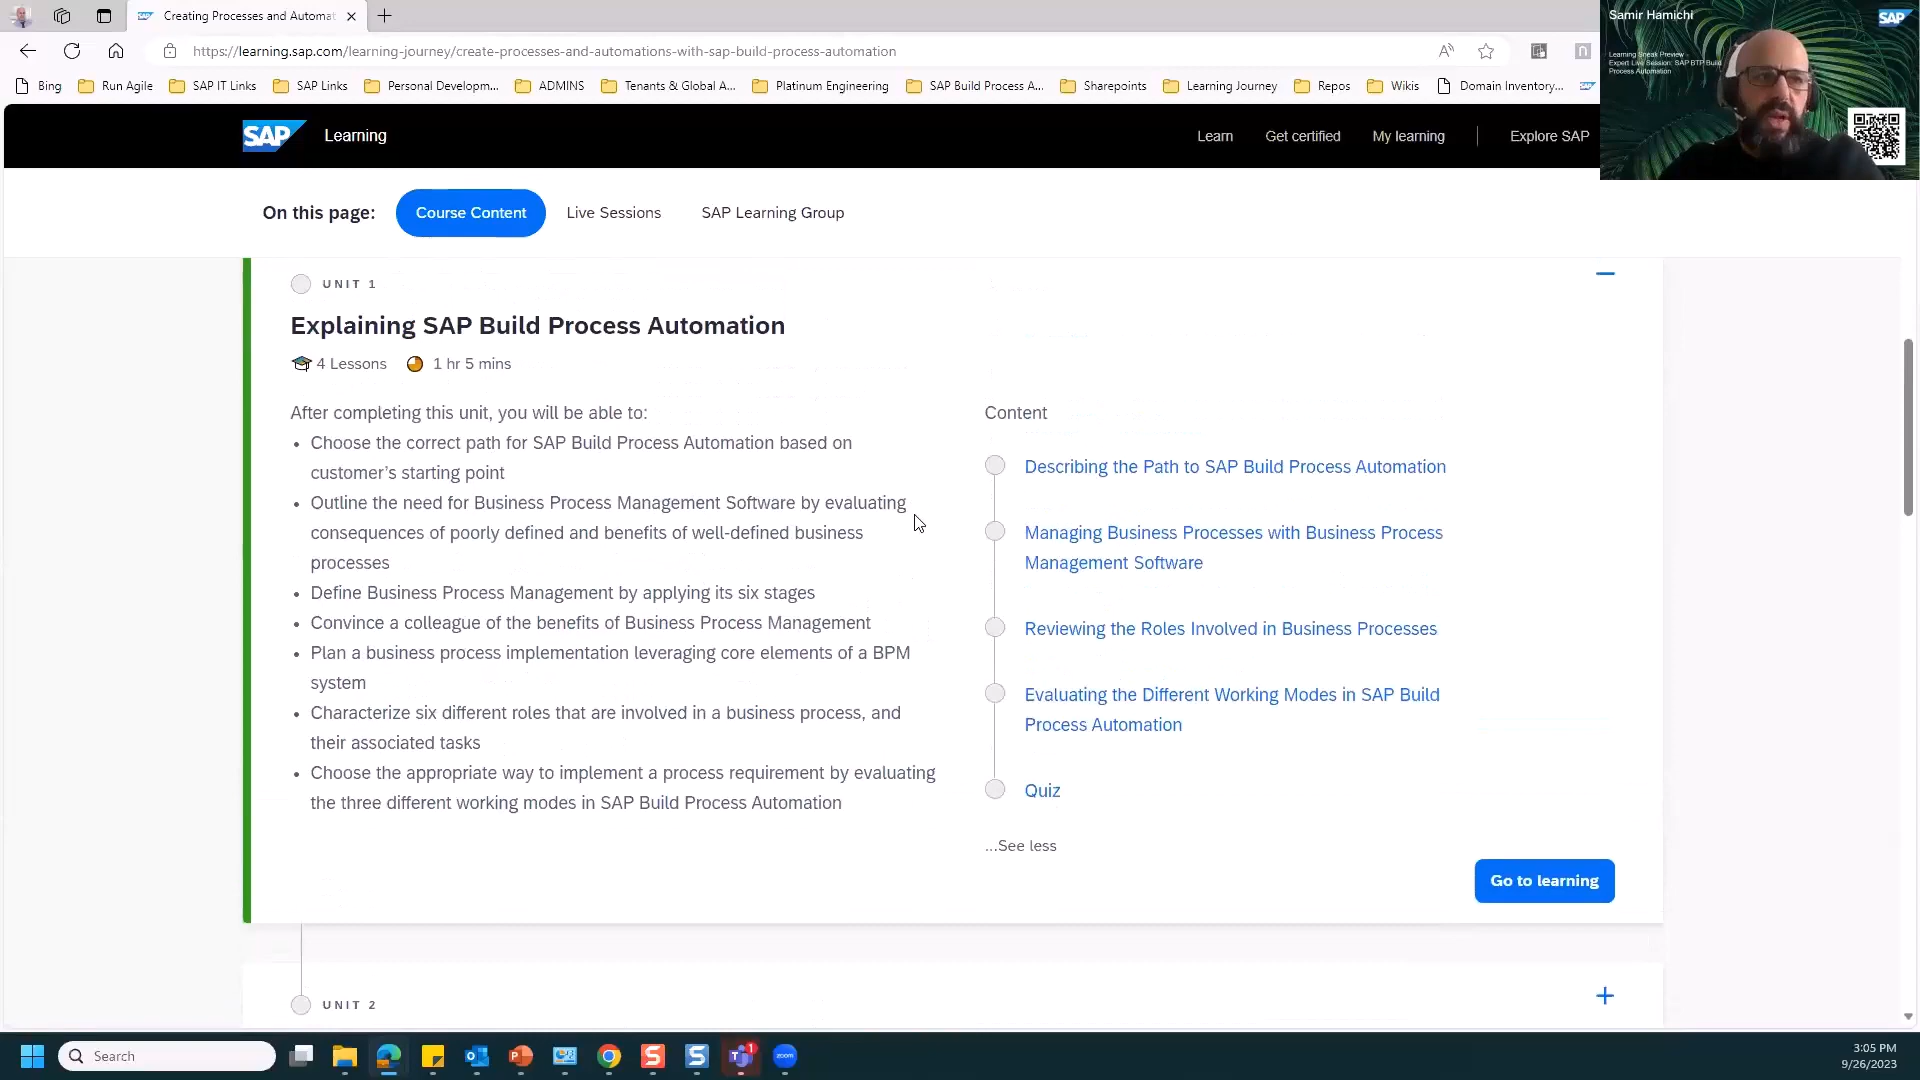 Creating Processes and Automat
https://learning.sap.com/learning-journey/create-processes-and-automations-with-sap-build-process-automation
Bing
Run Agile
SAP IT Links
SAP Links
Personal Developm...
ADMINS
Tenants & Global A...
Platinum Engineering
SAP Build Process A...
Sharepoints
Learning Journey
Repos
Wikis
Domain Inventory...
Samir Hamichi
SAP
Learning Sneak Preview -
Expert Live Session: SAP BTP Build
Process Automation
SAP
Learning
Learn
Get certified
My learning
Explore SAP
On this page:
Course Content
Live Sessions
SAP Learning Group
UNIT 1
Explaining SAP Build Process Automation
4 Lessons
1 hr 5 mins
After completing this unit, you will be able to:
• Choose the correct path for SAP Build Process Automation based on
customer's starting point
• Outline the need for Business Process Management Software by evaluating
consequences of poorly defined and benefits of well-defined business
processes
• Define Business Process Management by applying its six stages
• Convince a colleague of the benefits of Business Process Management
• Plan a business process implementation leveraging core elements of a BPM
system
• Characterize six different roles that are involved in a business process, and
their associated tasks
• Choose the appropriate way to implement a process requirement by evaluating
the three different working modes in SAP Build Process Automation
Content
Describing the Path to SAP Build Process Automation
Managing Business Processes with Business Process
Management Software
Reviewing the Roles Involved in Business Processes
Evaluating the Different Working Modes in SAP Build
Process Automation
Quiz
...See less
Go to learning
UNIT 2
Search
zoom
3:05 PM
9/26/2023